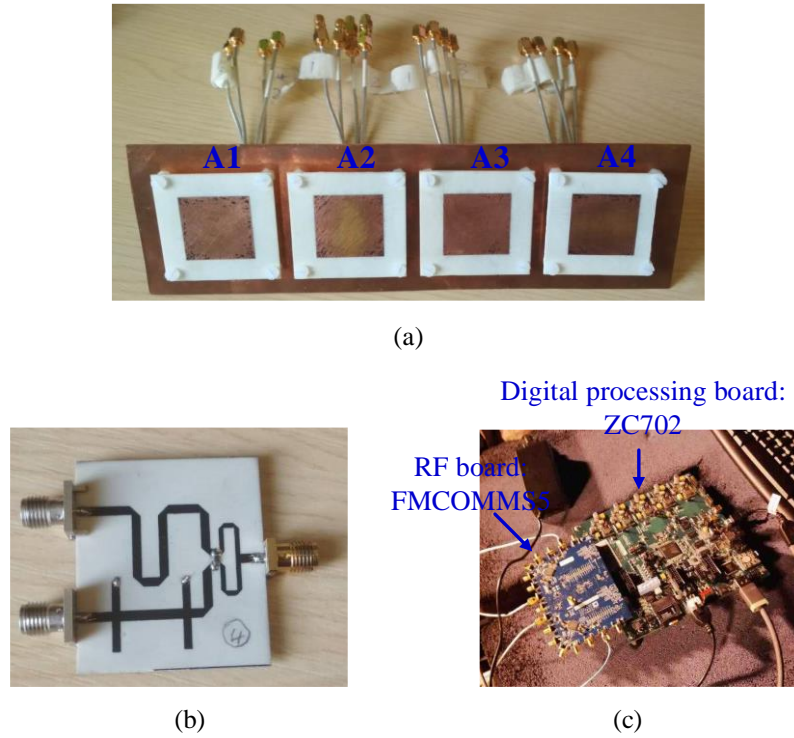 A1 A2 A3 A4
(a)
Digital processing board:
ZC702
RF board:
FMCOMMS5
4
(b)
(c)